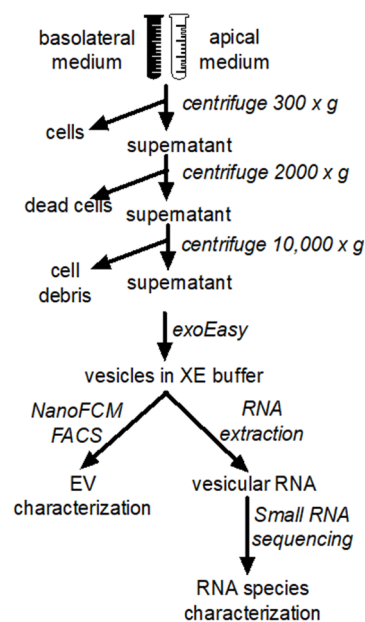 basolateral apical
medium medium
centrifuge 300 x g
cells
supernatant
centrifuge 2000 x g
dead cells
supernatant
centrifuge 10,000 x g
cell
debris
supernatant
exoEasy
vesicles in XE buffer
NanoFCM
FACS
RNA
extraction
EV
characterization
vesicular RNA
Small RNA
sequencing
RNA species
characterization